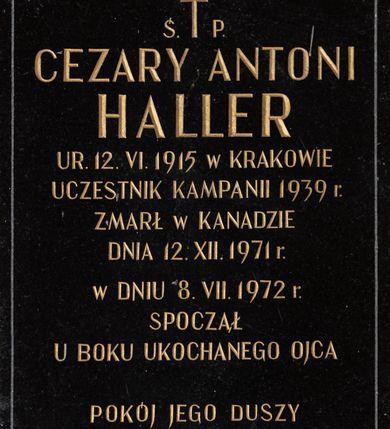 Ś. P.
CEZARY ANTONI
HALLER
UR. 12. VI. 1915 w KRAKOWIE
UCZESTNIK KAMPANII 1939 r.
ZMARŁ w KANADZIE
DNIA 12. XII. 1971 r.
w DNIU 8. VII. 1972 r.
SPOCZĄŁ
U BOKU UKOCHANEGO OJCA
POKÓJ JEGO DUSZY